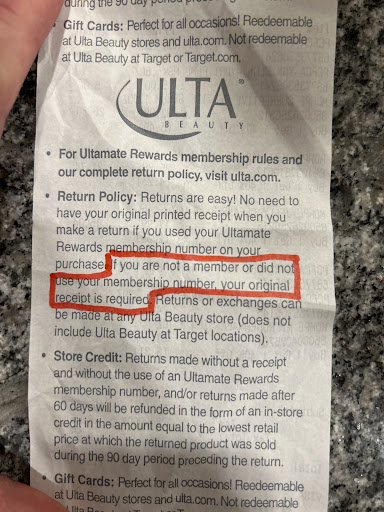 during the 90 day period
• Gift Cards: Perfect for all occasions! Reedeemable
at Ulta Beauty stores and ulta.com. Not redeemable
at Ulta Beauty at Target or Target.com.
ULTA
BEAUTY
• For Ultamate Rewards membership rules and
our complete return policy, visit ulta.com.
• Return Policy: Returns are easy! No need to
have your original printed receipt when you
make a return if you used your Ultamate
Rewards membership number on your
purchase. If you are not a member or did not
use your membership number, your original
receipt is required. Returns or exchanges can
be made at any Ulta Beauty store (does not
include Ulta Beauty at Target locations).
• Store Credit: Returns made without a receipt
and without the use of an Ultamate Rewards
membership number, and/or returns made after
60 days will be refunded in the form of an in-store
credit in the amount equal to the lowest retail
price at which the returned product was sold
during the 90 day period preceding the return.
• Gift Cards: Perfect for all occasions! Reedeemable
at Ulta Beauty stores and ulta.com. Not redeemable
at Ulta Beauty at Target or Target.com.